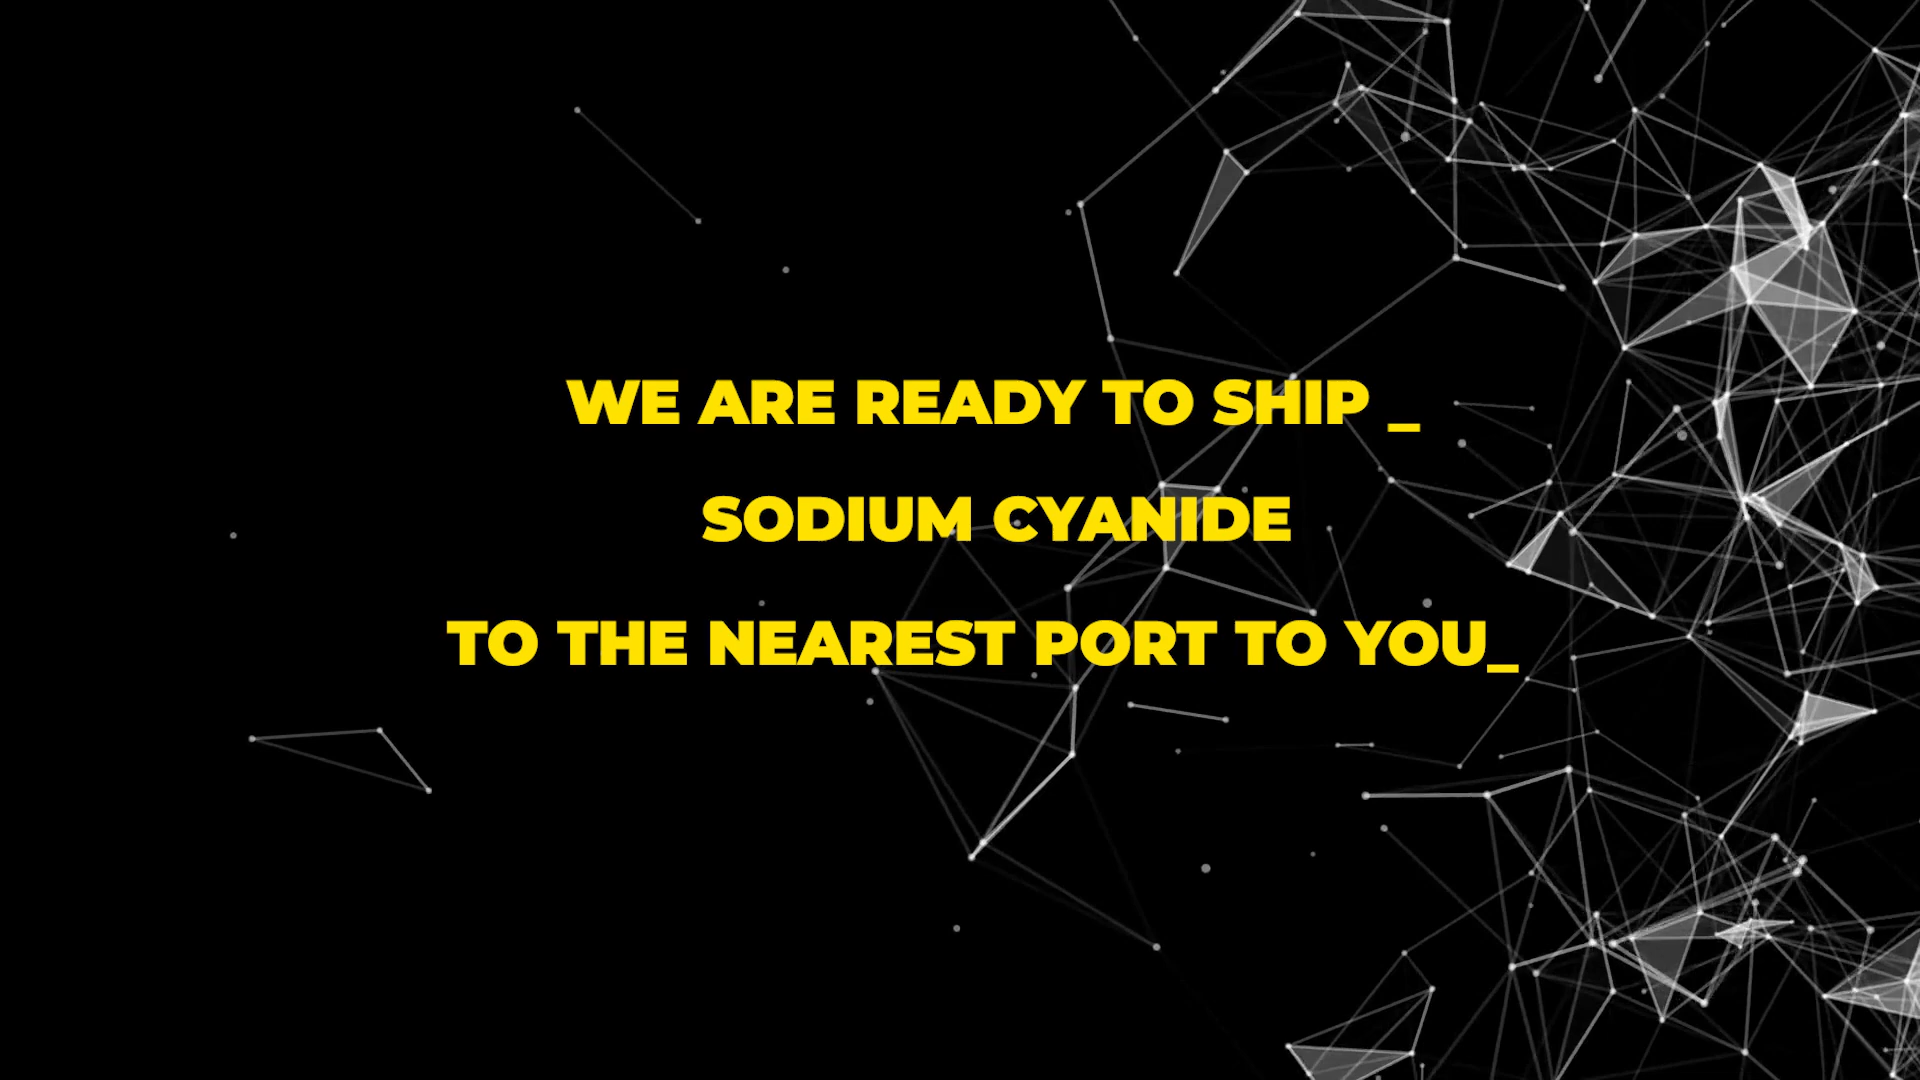 WE ARE READY TO SHIP _
SODIUM CYANIDE
TO THE NEAREST PORT TO YOU_